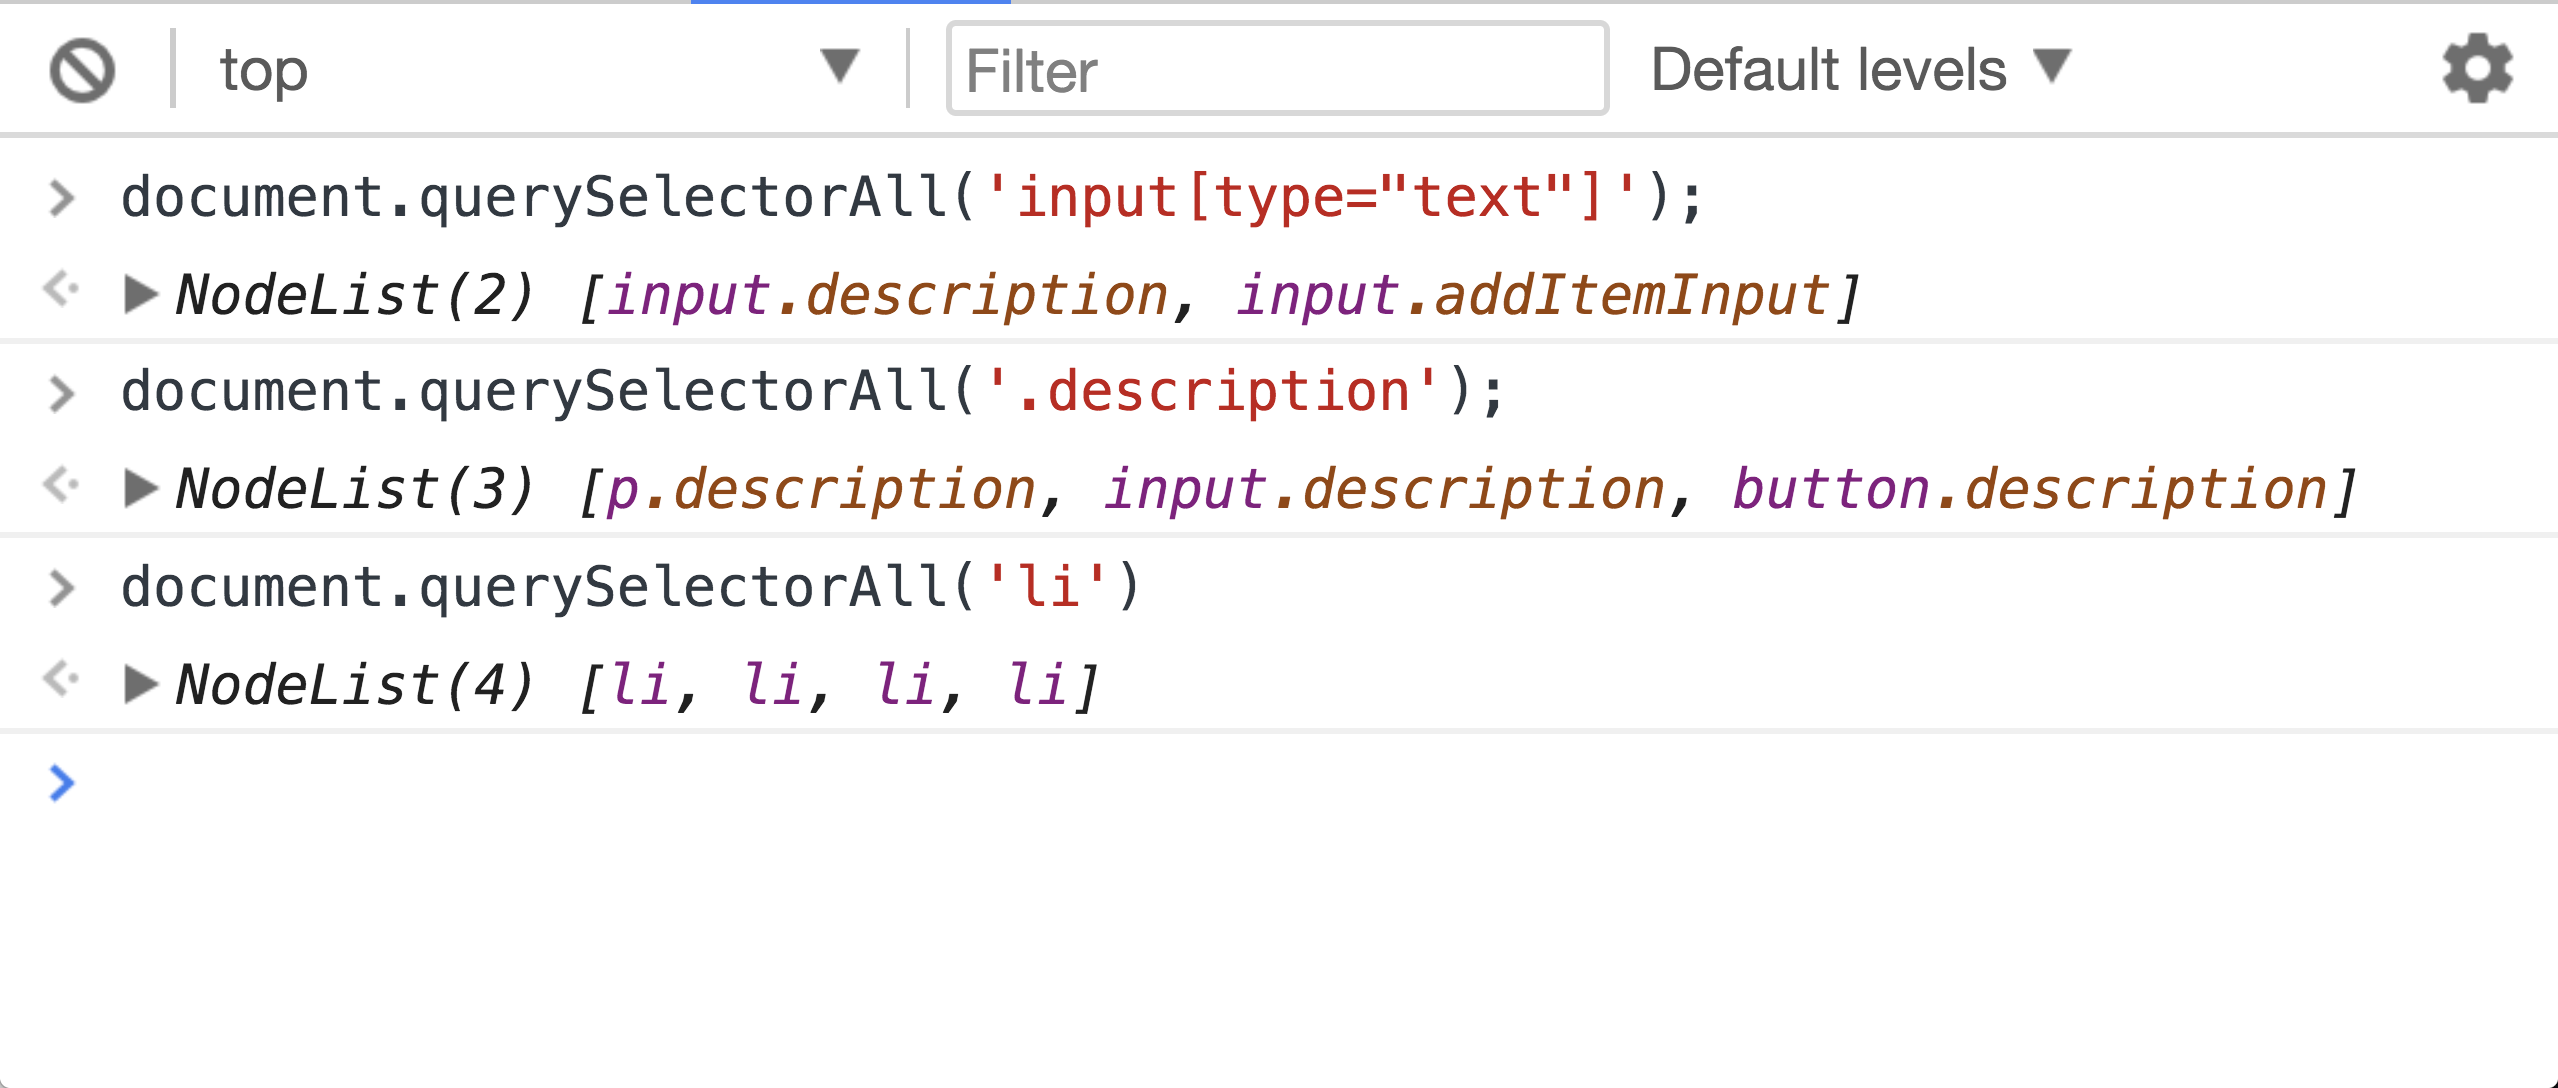 top Filter Default levels
document.querySelectorAll('input[type="text"]');
NodeList(2) [input.description, input.addItemInput]
document.querySelectorAll('.description');
NodeList(3) [p.description, input.description, button.description]
document.querySelectorAll('li')
NodeList(4) [li, li, li, li]